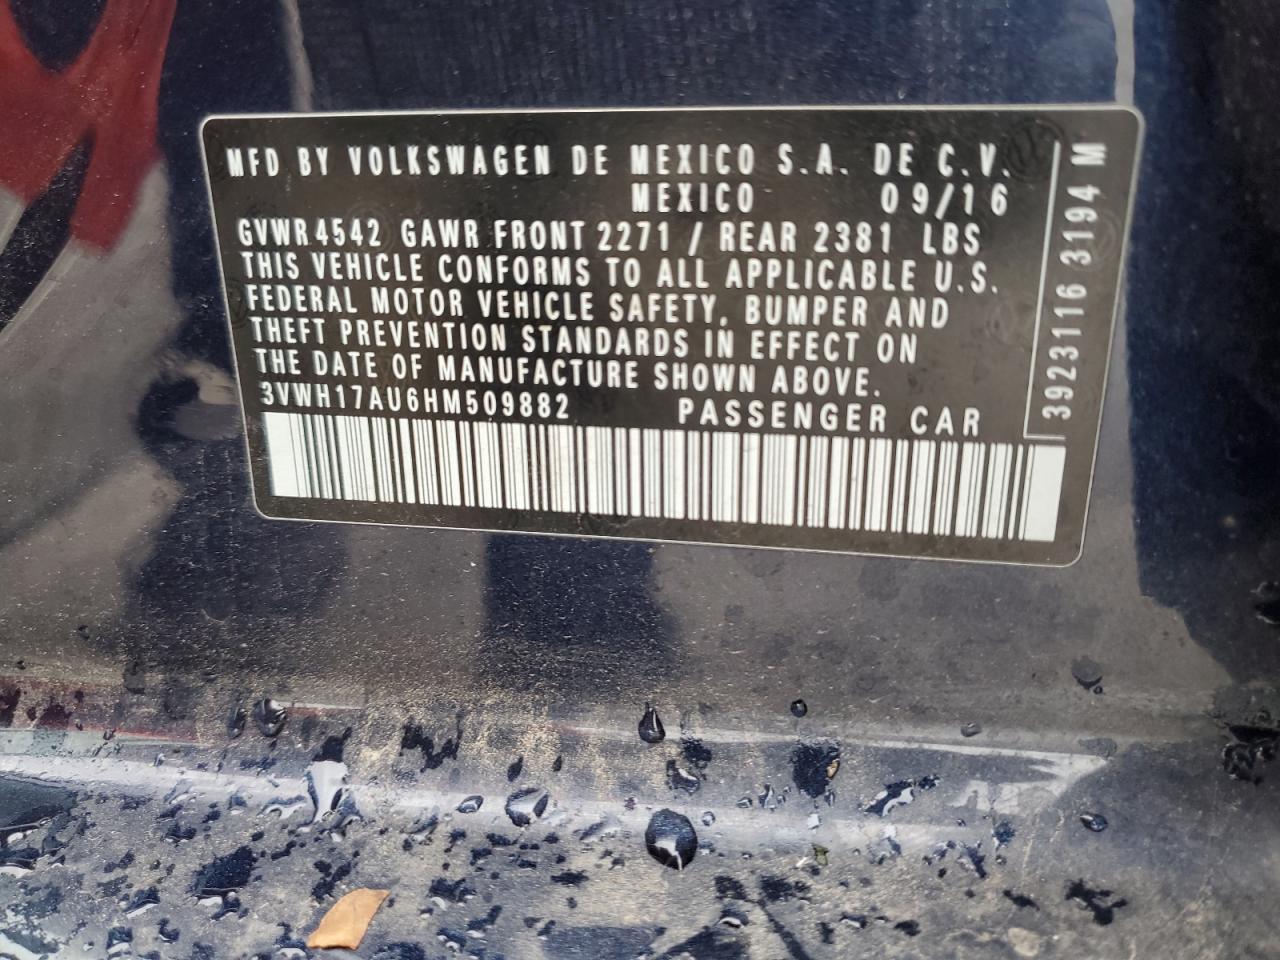 MFD BY VOLKSWAGEN DE MEXICO S.A. DE C.V.
MEXICO 09/16
GVWR 4542 GAWR FRONT 2271 / REAR 2381 LBS
THIS VEHICLE CONFORMS TO ALL APPLICABLE U.S.
FEDERAL MOTOR VEHICLE SAFETY, BUMPER AND
THEFT PREVENTION STANDARDS IN EFFECT ON
THE DATE OF MANUFACTURE SHOWN ABOVE.
3VWH17AU6HM509882 PASSENGER CAR
3923116 3194 M